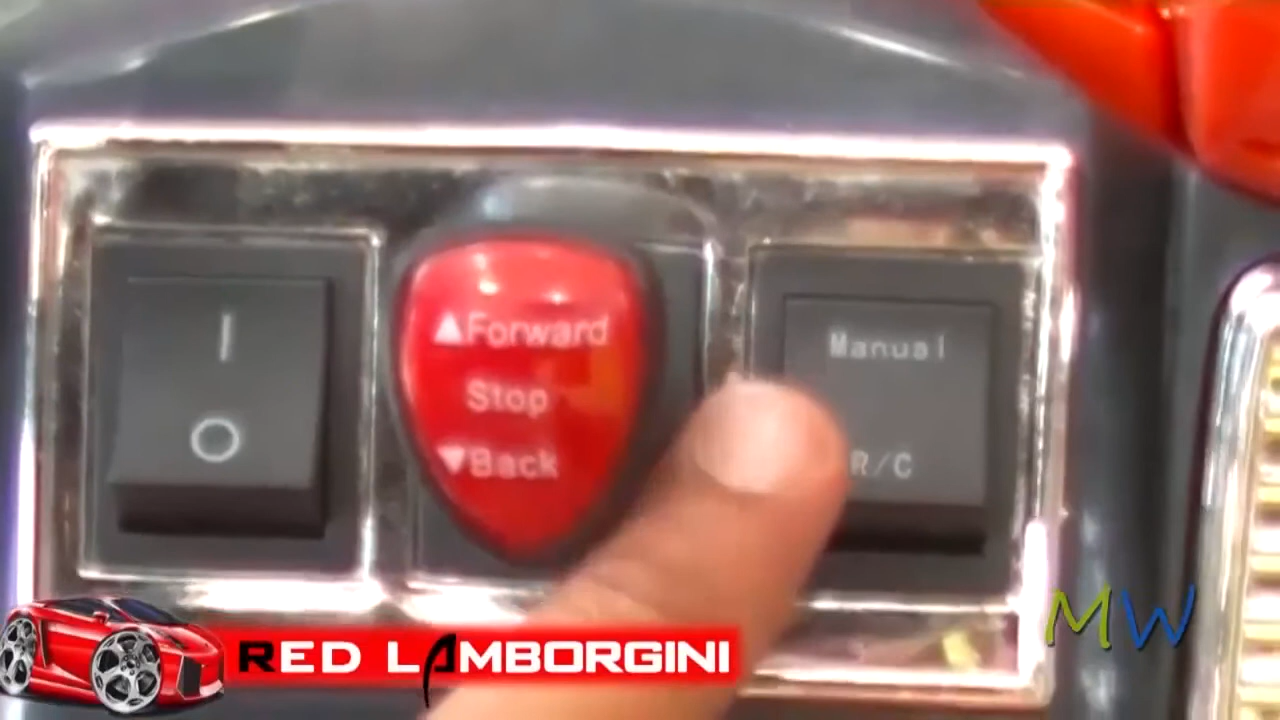 I
O
▲Forward
Stop
▼Back
Manual
R/C
RED LAMBORGINI
MW